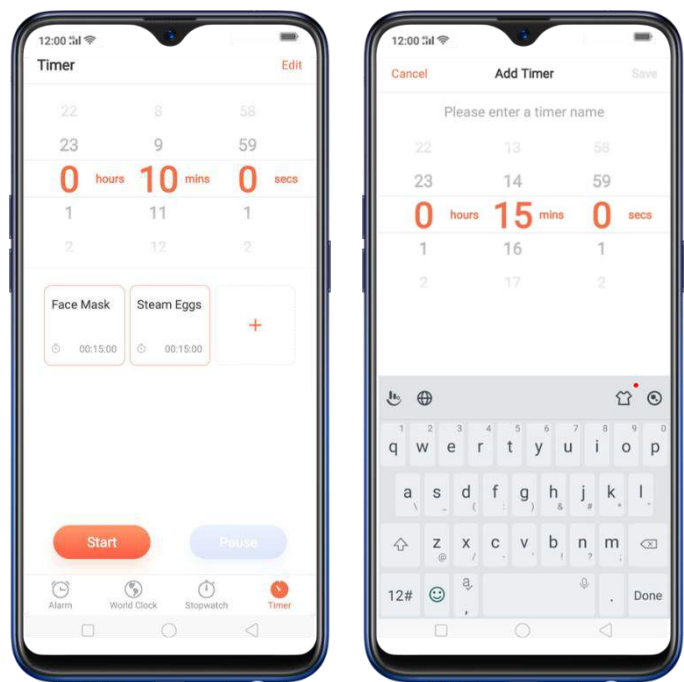 12:00
Timer
Edit
22 8 58
23 9 59
0 hours 10 mins 0 secs
1 11 1
2 12 2
Face Mask
00:15:00
Steam Eggs
00:15:00
+
Start
Pause
Alarm
World Clock
Stopwatch
Timer
12:00
Cancel
Add Timer
Save
Please enter a timer name
22 13 58
23 14 59
0 hours 15 mins 0 secs
1 16 1
2 17 2
1 2 3 4 5 6 7 8 9 0
q w e r t y u i o p
a s d f g h j k l
\ _ ( : ) & # * 
z x c v b n m
@ / - ' ! ? ;
12# a , . Done